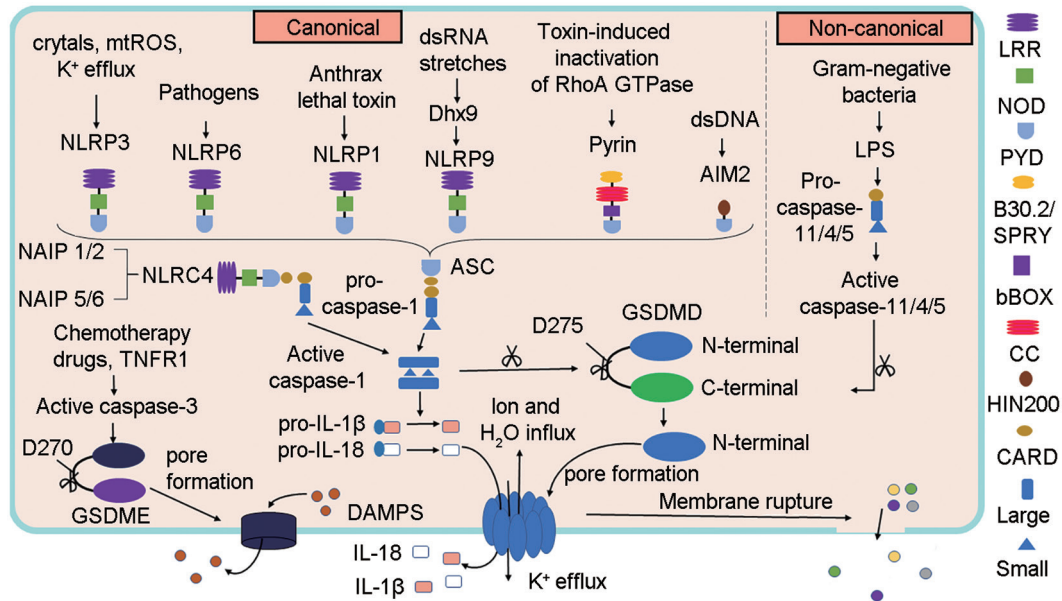 Canonical
Non-canonical
crytals, mtROS,
K⁺ efflux
NLRP3
Pathogens
NLRP6
Anthrax
lethal toxin
NLRP1
dsRNA
stretches
Dhx9
NLRP9
Toxin-induced
inactivation
of RhoA GTPase
Pyrin
dsDNA
AIM2
Gram-negative
bacteria
LPS
Pro-
caspase-
11/4/5
Active
caspase-11/4/5
NAIP 1/2
NAIP 5/6
NLRC4
pro-
caspase-1
ASC
Active
caspase-1
D275
GSDMD
N-terminal
C-terminal
N-terminal
Chemotherapy
drugs, TNFR1
Active caspase-3
D270
GSDME
pore
formation
pro-IL-1β
pro-IL-18
Ion and
H₂O influx
pore formation
Membrane rupture
DAMPS
IL-18
IL-1β
K⁺ efflux
LRR
NOD
PYD
B30.2/
SPRY
bBOX
CC
HIN200
CARD
Large
Small